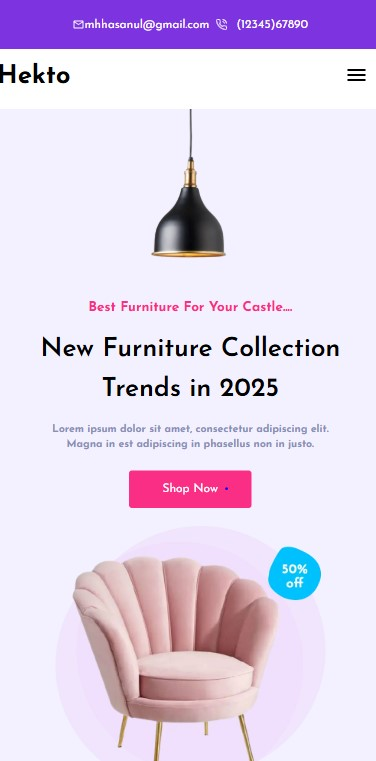 mhhasanul@gmail.com (12345)67890
Hekto
Best Furniture For Your Castle....
New Furniture Collection
Trends in 2025
Lorem ipsum dolor sit amet, consectetur adipiscing elit.
Magna in est adipiscing in phasellus non in justo.
Shop Now
50%
off